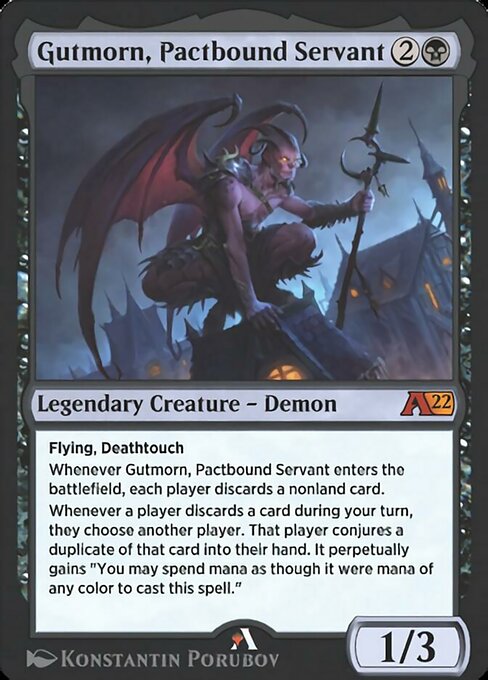 Gutmorn, Pactbound Servant 2
Legendary Creature – Demon A22
Flying, Deathtouch
Whenever Gutmorn, Pactbound Servant enters the
battlefield, each player discards a nonland card.
Whenever a player discards a card during your turn,
they choose another player. That player conjures a
duplicate of that card into their hand. It perpetually
gains "You may spend mana as though it were mana of
any color to cast this spell."
1/3
Konstantin Porubov